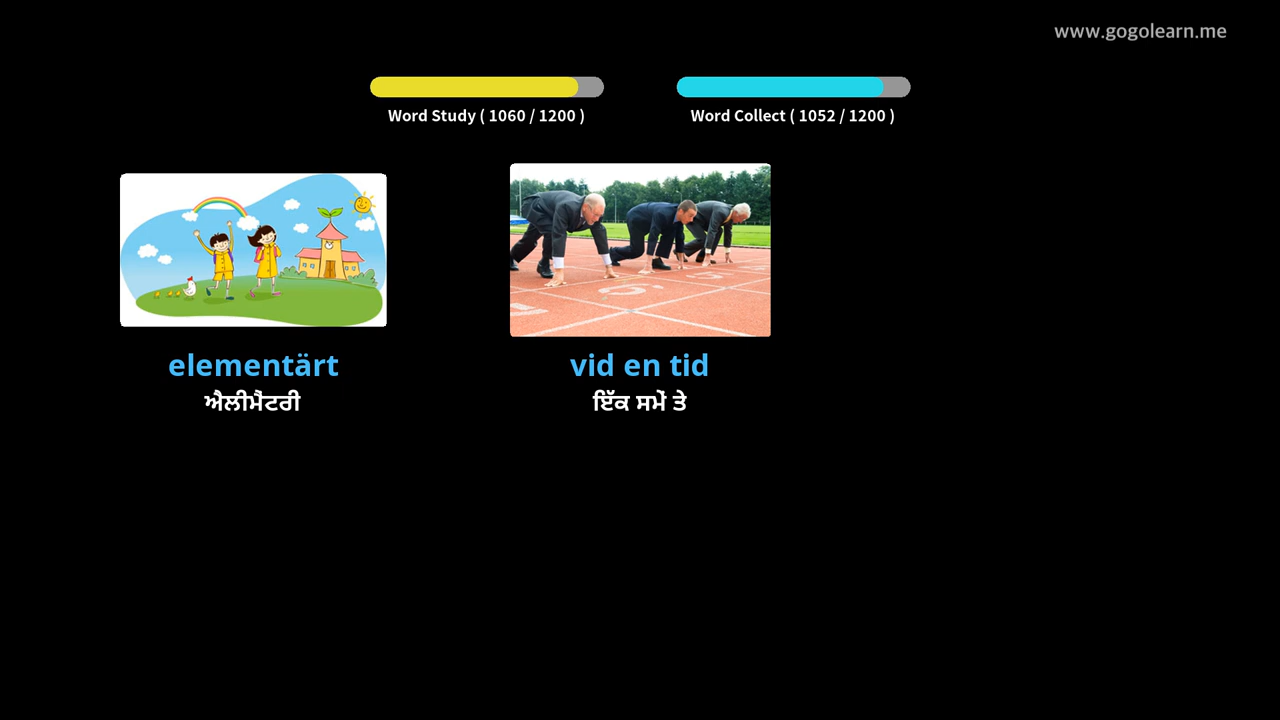 www.gogolearn.me
Word Study ( 1060 / 1200 )
Word Collect ( 1052 / 1200 )
elementärt
ਐਲੀਮੈਂਟਰੀ
vid en tid
ਇੱਕ ਸਮੇਂ ਤੇ